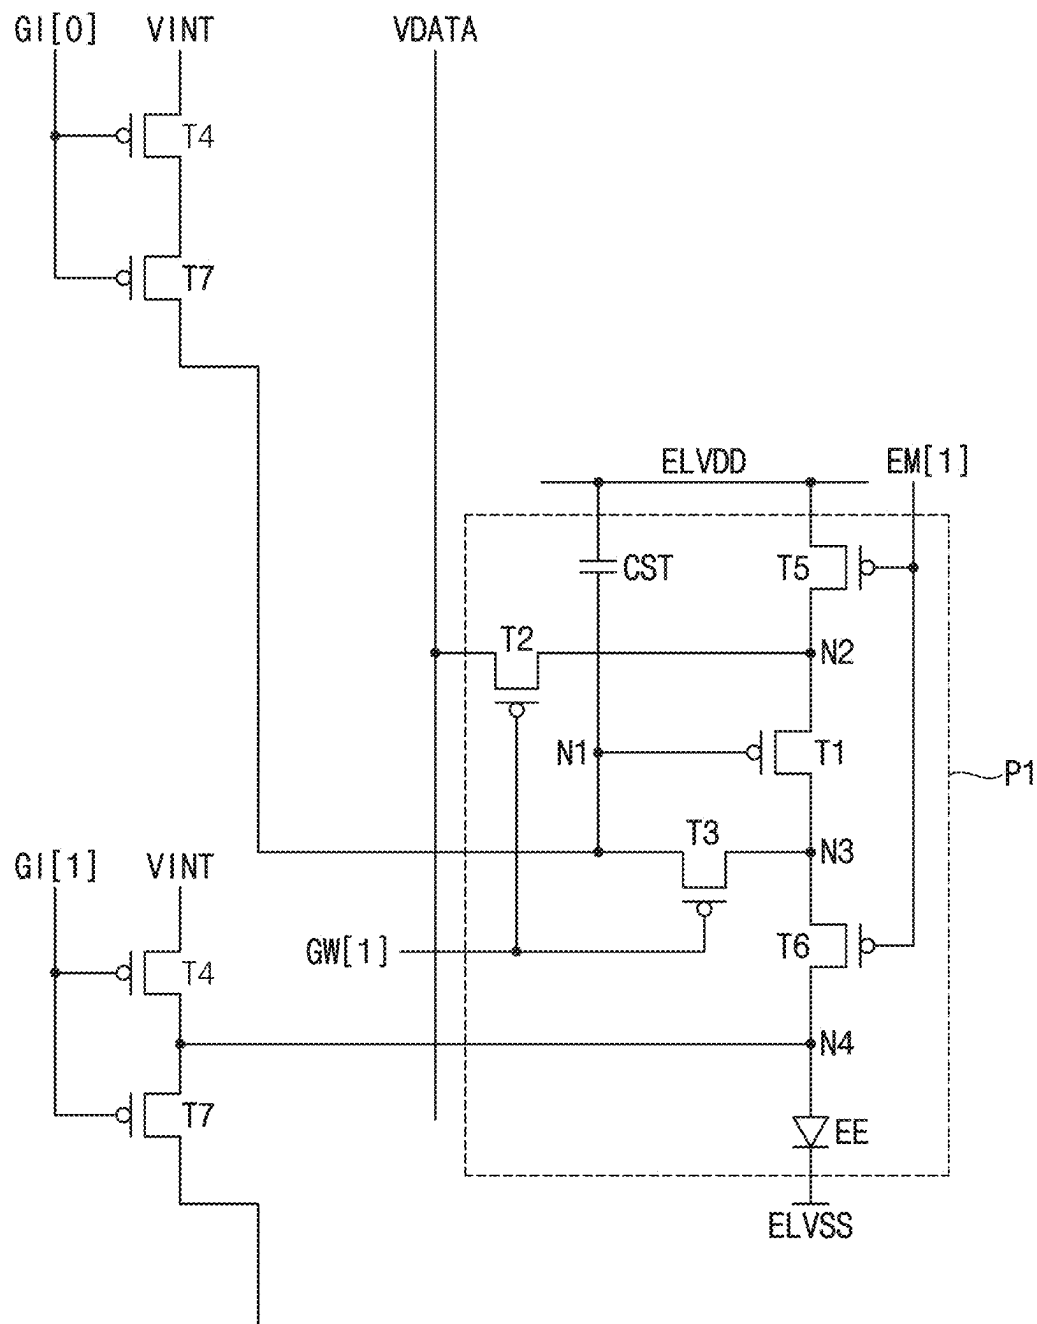 GI[0] VINT VDATA
T4
T7
ELVDD EM[1]
CST T5
T2 N2
N1 T1 P1
T3 N3
GI[1] VINT
GW[1] T6
T4
N4
T7 EE
ELVSS